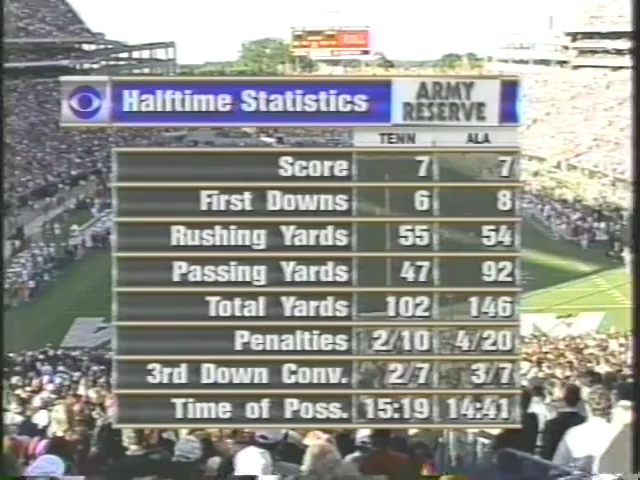 Halftime Statistics ARMY RESERVE
TENN ALA
Score 7 7
First Downs 6 8
Rushing Yards 55 54
Passing Yards 47 92
Total Yards 102 146
Penalties 2/10 4/20
3rd Down Conv. 2/7 3/7
Time of Poss. 15:19 14:41